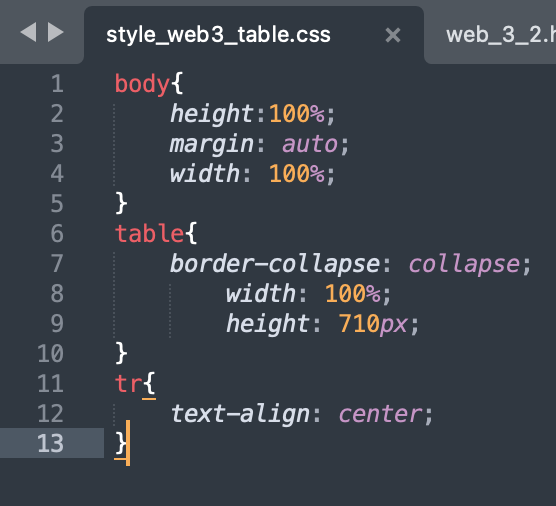 style_web3_table.css × web_3_2.h
1 body{
2 height:100%;
3 margin: auto;
4 width: 100%;
5 }
6 table{
7 border-collapse: collapse;
8 width: 100%;
9 height: 710px;
10 }
11 tr{
12 text-align: center;
13 }